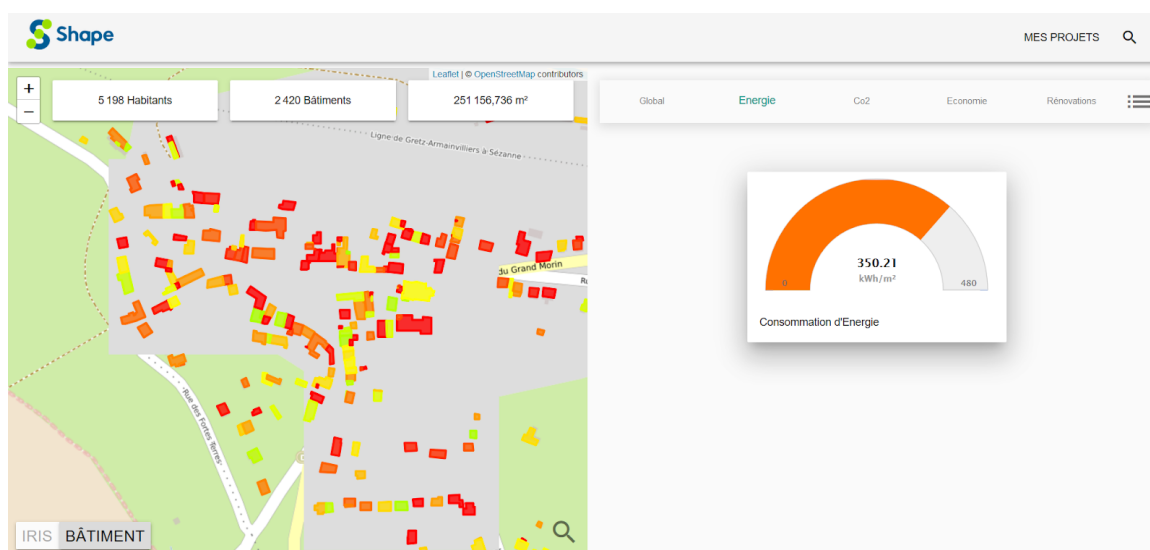 Shape
MES PROJETS
Leaflet | © OpenStreetMap contributors
+
−
5 198 Habitants
2 420 Bâtiments
251 156,736 m²
Global
Energie
Co2
Economie
Rénovations
Ligne de Gretz-Armainvilliers à Sézanne
du Grand Morin
Ru
350.21
kWh/m²
0
480
Consommation d'Energie
Rue des Fortes Terres
IRIS
BÂTIMENT